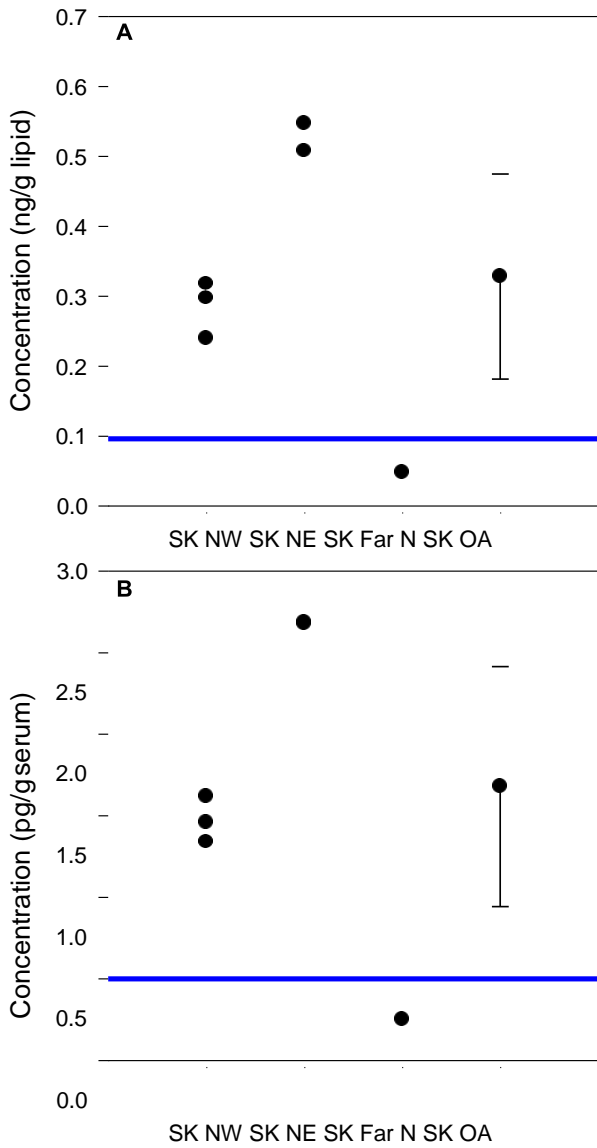 0.7
A
0.6
0.5
0.4
0.3
0.2
0.1
0.0
Concentration (ng/g lipid)
SK NW SK NE SK Far N SK OA
3.0
B
2.5
2.0
1.5
1.0
0.5
0.0
Concentration (pg/gserum)
SK NW SK NE SK Far N SK OA